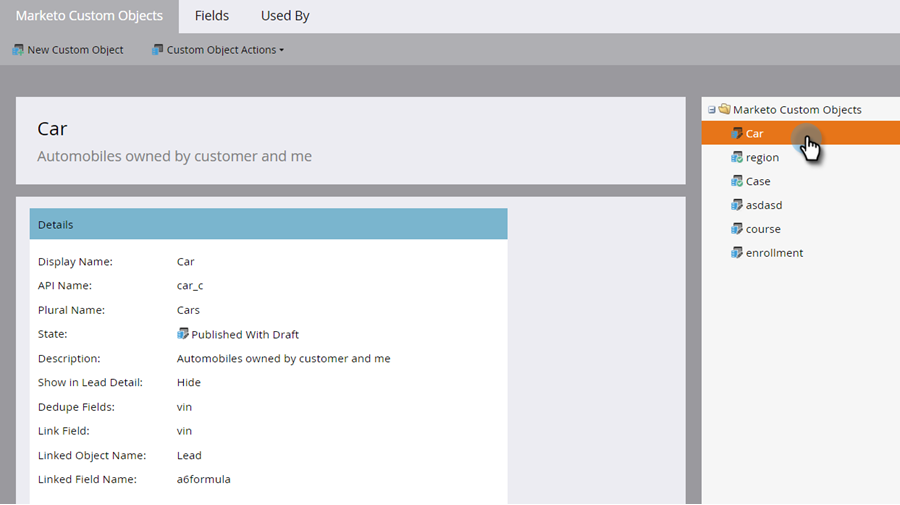 Marketo Custom Objects Fields Used By
New Custom Object Custom Object Actions
Car
Automobiles owned by customer and me
Details
Display Name: Car
API Name: car_c
Plural Name: Cars
State: Published With Draft
Description: Automobiles owned by customer and me
Show in Lead Detail: Hide
Dedupe Fields: vin
Link Field: vin
Linked Object Name: Lead
Linked Field Name: a6formula
Marketo Custom Objects
Car
region
Case
asdasd
course
enrollment